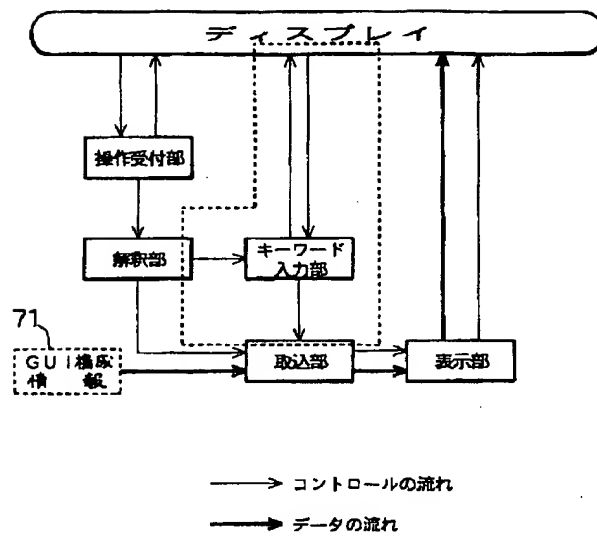 ディスプレイ
操作受付部
解釈部
キーワード
入力部
71
GUI構成
情報
取込部
表示部
コントロールの流れ
データの流れ